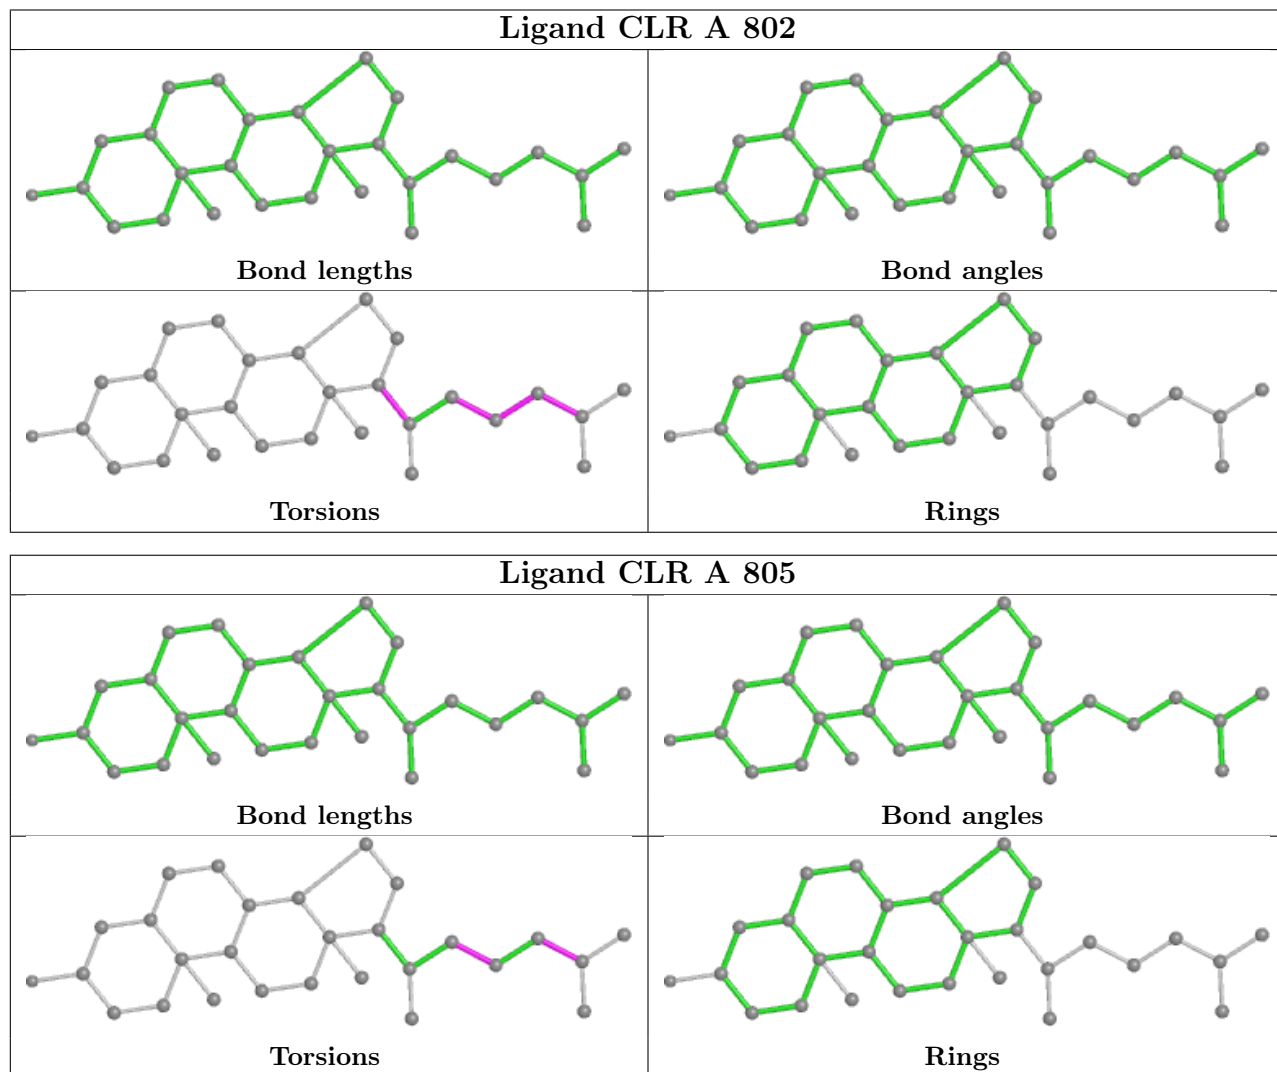 Ligand CLR A 802
Bond lengths
Bond angles
Torsions
Rings
Ligand CLR A 805
Bond lengths
Bond angles
Torsions
Rings